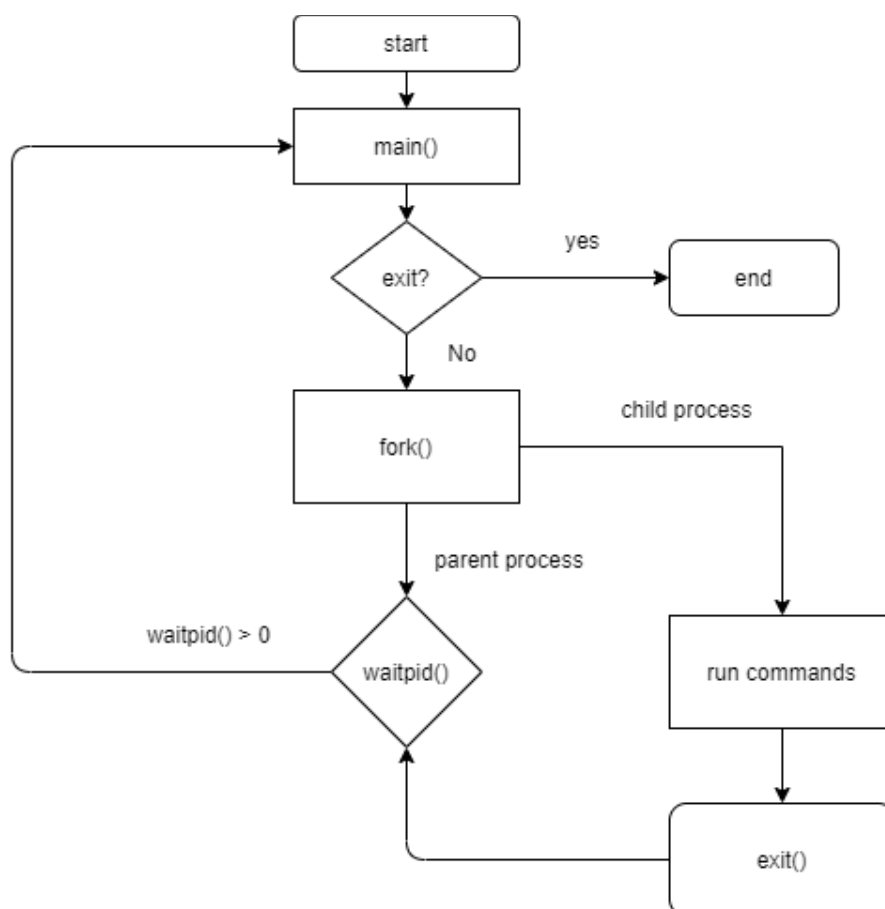 start
main()
exit?
yes
end
No
fork()
child process
parent process
waitpid() > 0
waitpid()
run commands
exit()